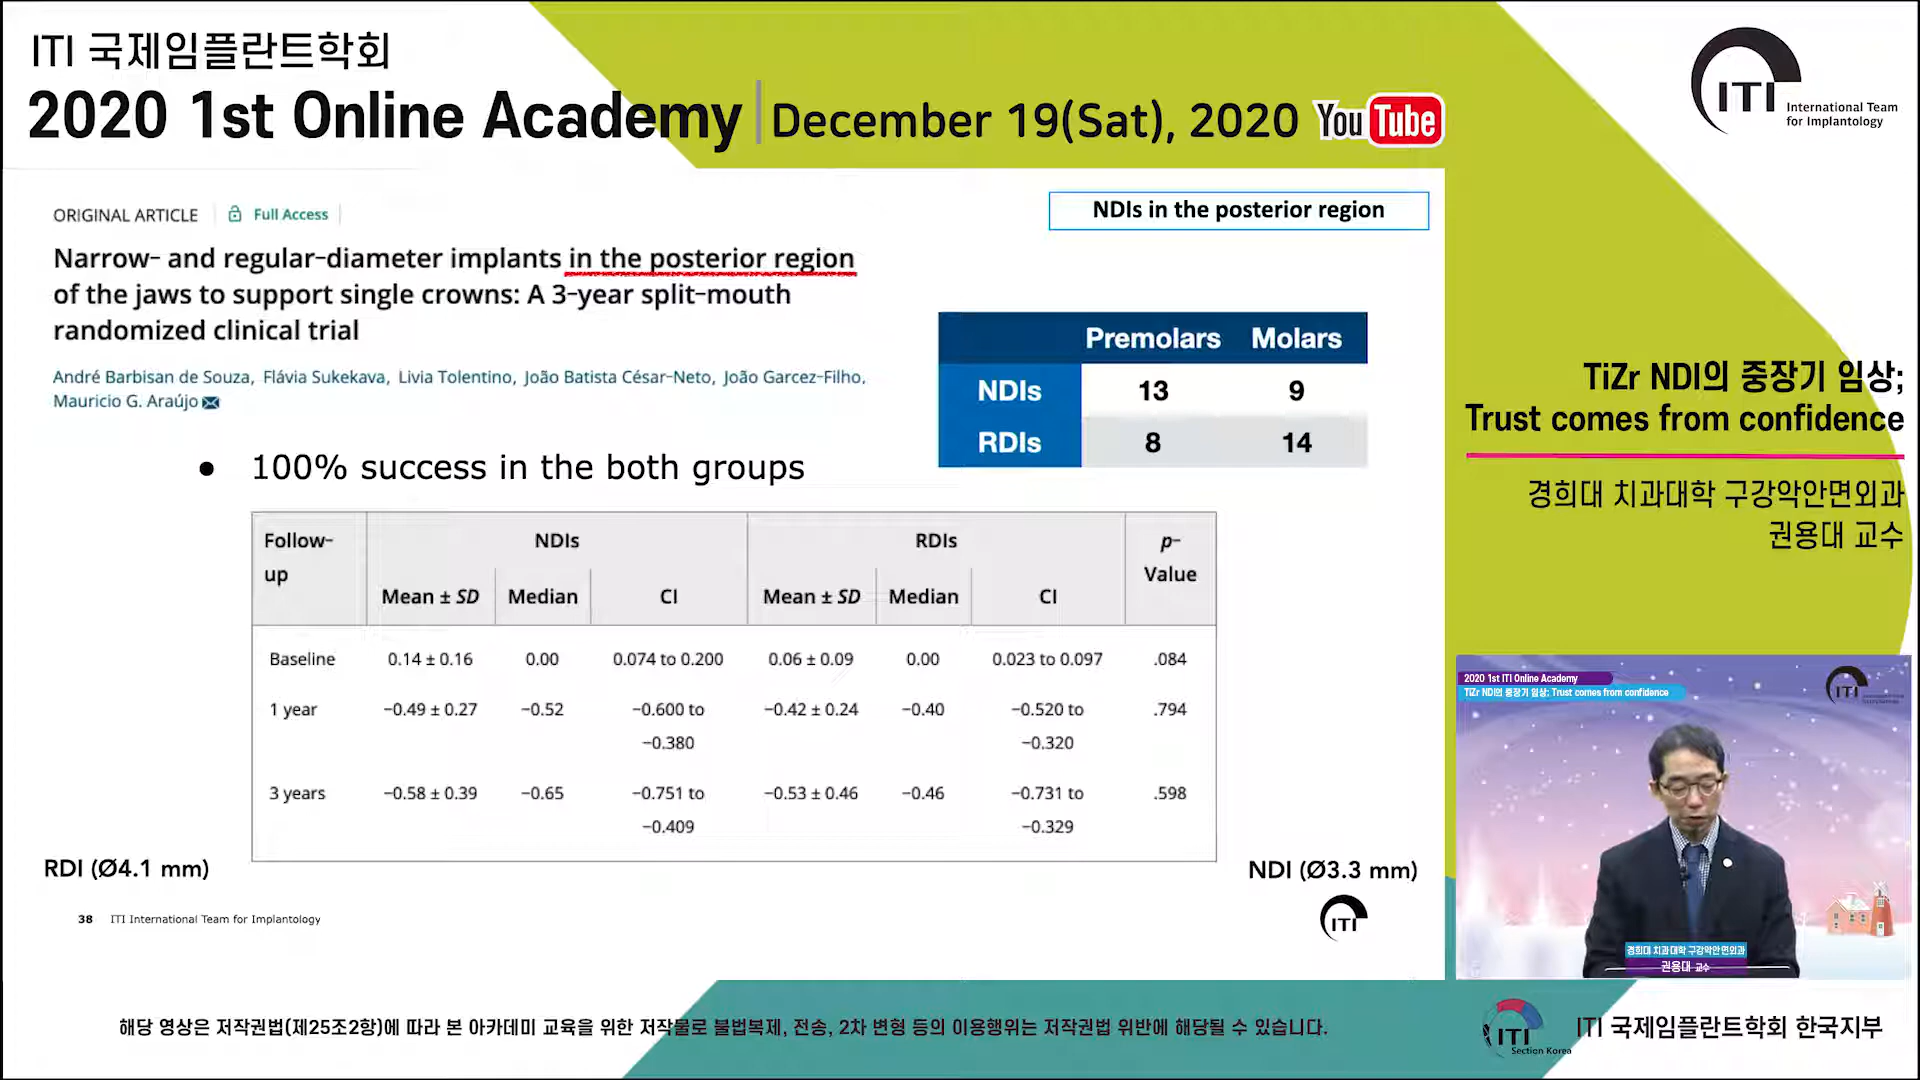 ITI 국제임플란트학회
2020 1st Online Academy
December 19(Sat), 2020 YouTube
ITI
International Team
for Implantology
ORIGINAL ARTICLE Full Access
NDIs in the posterior region
Narrow- and regular-diameter implants in the posterior region
of the jaws to support single crowns: A 3-year split-mouth
randomized clinical trial
André Barbisan de Souza, Flávia Sukekava, Livia Tolentino, João Batista César-Neto, João Garcez-Filho,
Mauricio G. Araújo
Premolars Molars
NDIs 13 9
RDIs 8 14
• 100% success in the both groups
Follow-up NDIs RDIs p-Value
Mean ± SD Median CI Mean ± SD Median CI
Baseline 0.14 ± 0.16 0.00 0.074 to 0.200 0.06 ± 0.09 0.00 0.023 to 0.097 .084
1 year −0.49 ± 0.27 −0.52 −0.600 to −0.380 −0.42 ± 0.24 −0.40 −0.520 to −0.320 .794
3 years −0.58 ± 0.39 −0.65 −0.751 to −0.409 −0.53 ± 0.46 −0.46 −0.731 to −0.329 .598
RDI (Ø4.1 mm)
NDI (Ø3.3 mm)
38 ITI International Team for Implantology
ITI
TiZr NDI의 중장기 임상;
Trust comes from confidence
경희대 치과대학 구강악안면외과
권용대 교수
2020 1st ITI Online Academy
TiZr NDI의 중장기 임상; Trust comes from confidence
ITI
경희대 치과대학 구강악안면외과
권용대 교수
해당 영상은 저작권법(제25조2항)에 따라 본 아카데미 교육을 위한 저작물로 불법복제, 전송, 2차 변형 등의 이용행위는 저작권법 위반에 해당될 수 있습니다.
ITI
Section Korea
ITI 국제임플란트학회 한국지부